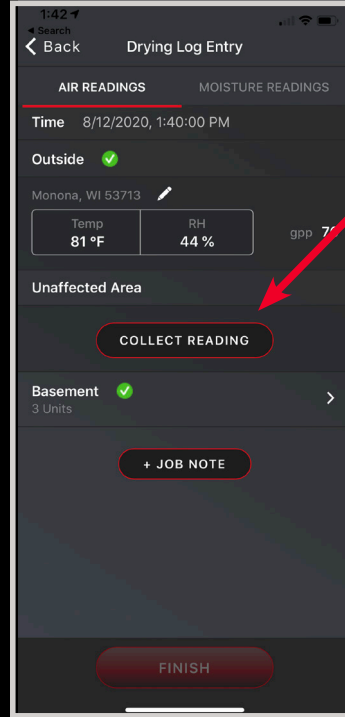 1:42
◀ Search
Back Drying Log Entry
AIR READINGS MOISTURE READINGS
Time 8/12/2020, 1:40:00 PM
Outside
Monona, WI 53713
Temp RH
81 °F 44 % gpp
Unaffected Area
COLLECT READING
Basement
3 Units
+ JOB NOTE
FINISH